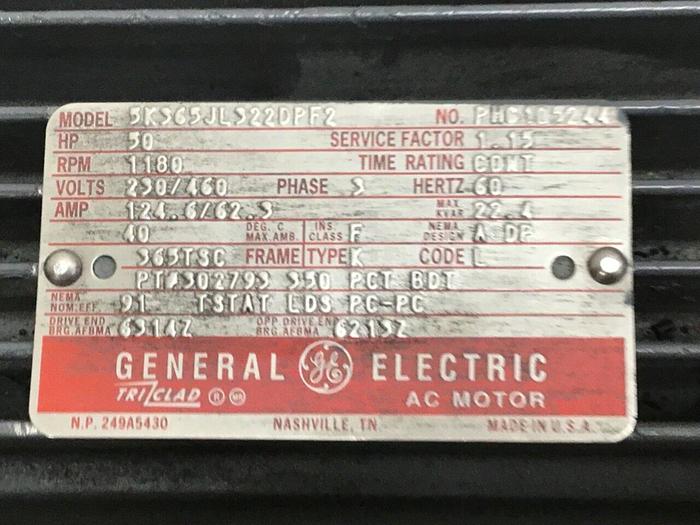 MODEL 5K365JL322DPF2 NO.
HP 50 SERVICE FACTOR 1.15
RPM 1180 TIME RATING CONT
VOLTS 230/460 PHASE 3 HERTZ 60
AMP 124.6/62.3 MAX. KVAR 22.4
40 DEG. C MAX. AMB. INS. CLASS F NEMA DESIGN A DP
365TSC FRAME TYPE K CODE L
PT#302793 350 PCT BDT
NEMA NOM. EFF. 91 TSTAT LDS PC-PC
DRIVE END BRG. AFBMA 6314Z OPP. DRIVE END BRG. AFBMA 6213Z
GENERAL GE ELECTRIC
TRI/CLAD ® MR AC MOTOR
N.P. 249A5430 NASHVILLE, TN MADE IN U.S.A.